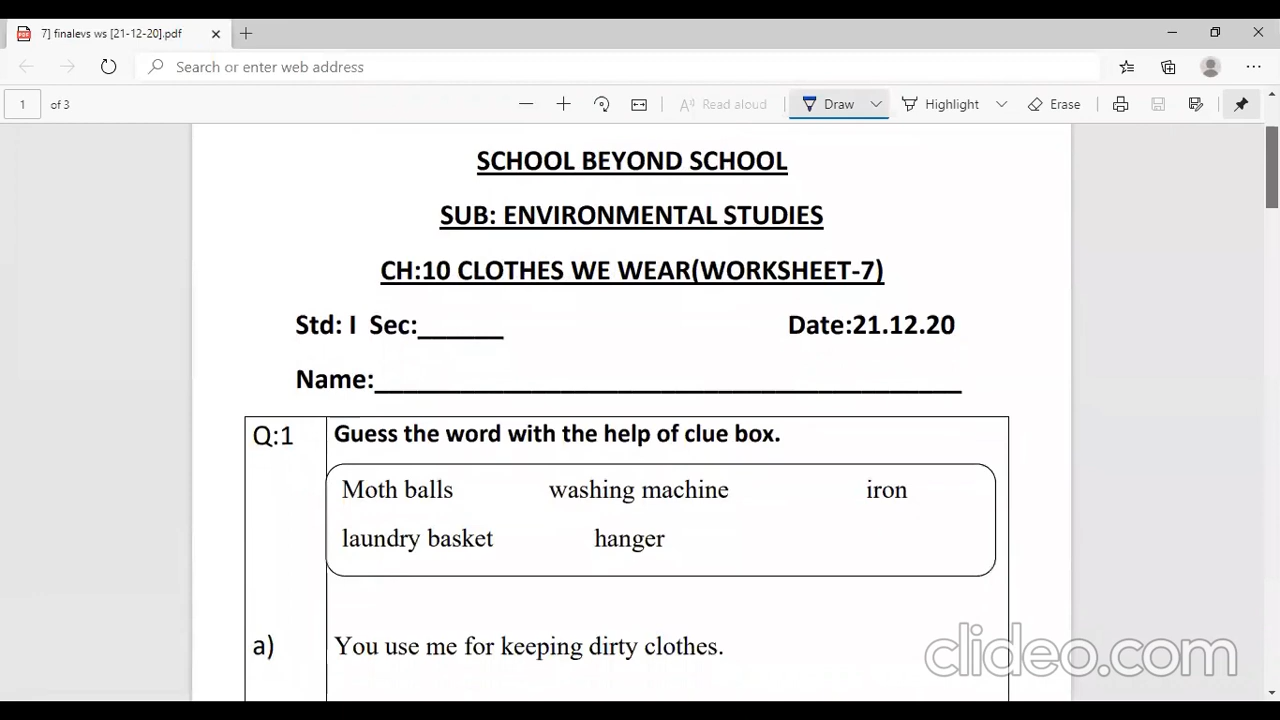 7] finalevs ws [21-12-20].pdf
Search or enter web address
1 of 3 Read aloud Draw Highlight Erase
SCHOOL BEYOND SCHOOL
SUB: ENVIRONMENTAL STUDIES
CH:10 CLOTHES WE WEAR(WORKSHEET-7)
Std: I Sec:______ Date:21.12.20
Name:__________________________________________
Q:1 Guess the word with the help of clue box.
Moth balls washing machine iron
laundry basket hanger
a) You use me for keeping dirty clothes.
clideo.com